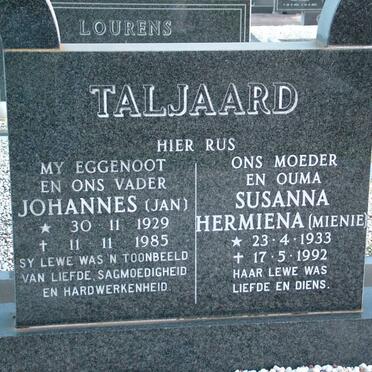 LOURENS
TALJAARD
HIER RUS
MY EGGENOOT
EN ONS VADER
JOHANNES (JAN)
★ 30 · 11 · 1929
✝ 11 · 11 · 1985
SY LEWE WAS N TOONBEELD
VAN LIEFDE, SAGMOEDIGHEID
EN HARDWERKENHEID.
ONS MOEDER
EN OUMA
SUSANNA
HERMIENA (MIENIE)
★ 23 · 4 · 1933
✝ 17 · 5 · 1992
HAAR LEWE WAS
LIEFDE EN DIENS.